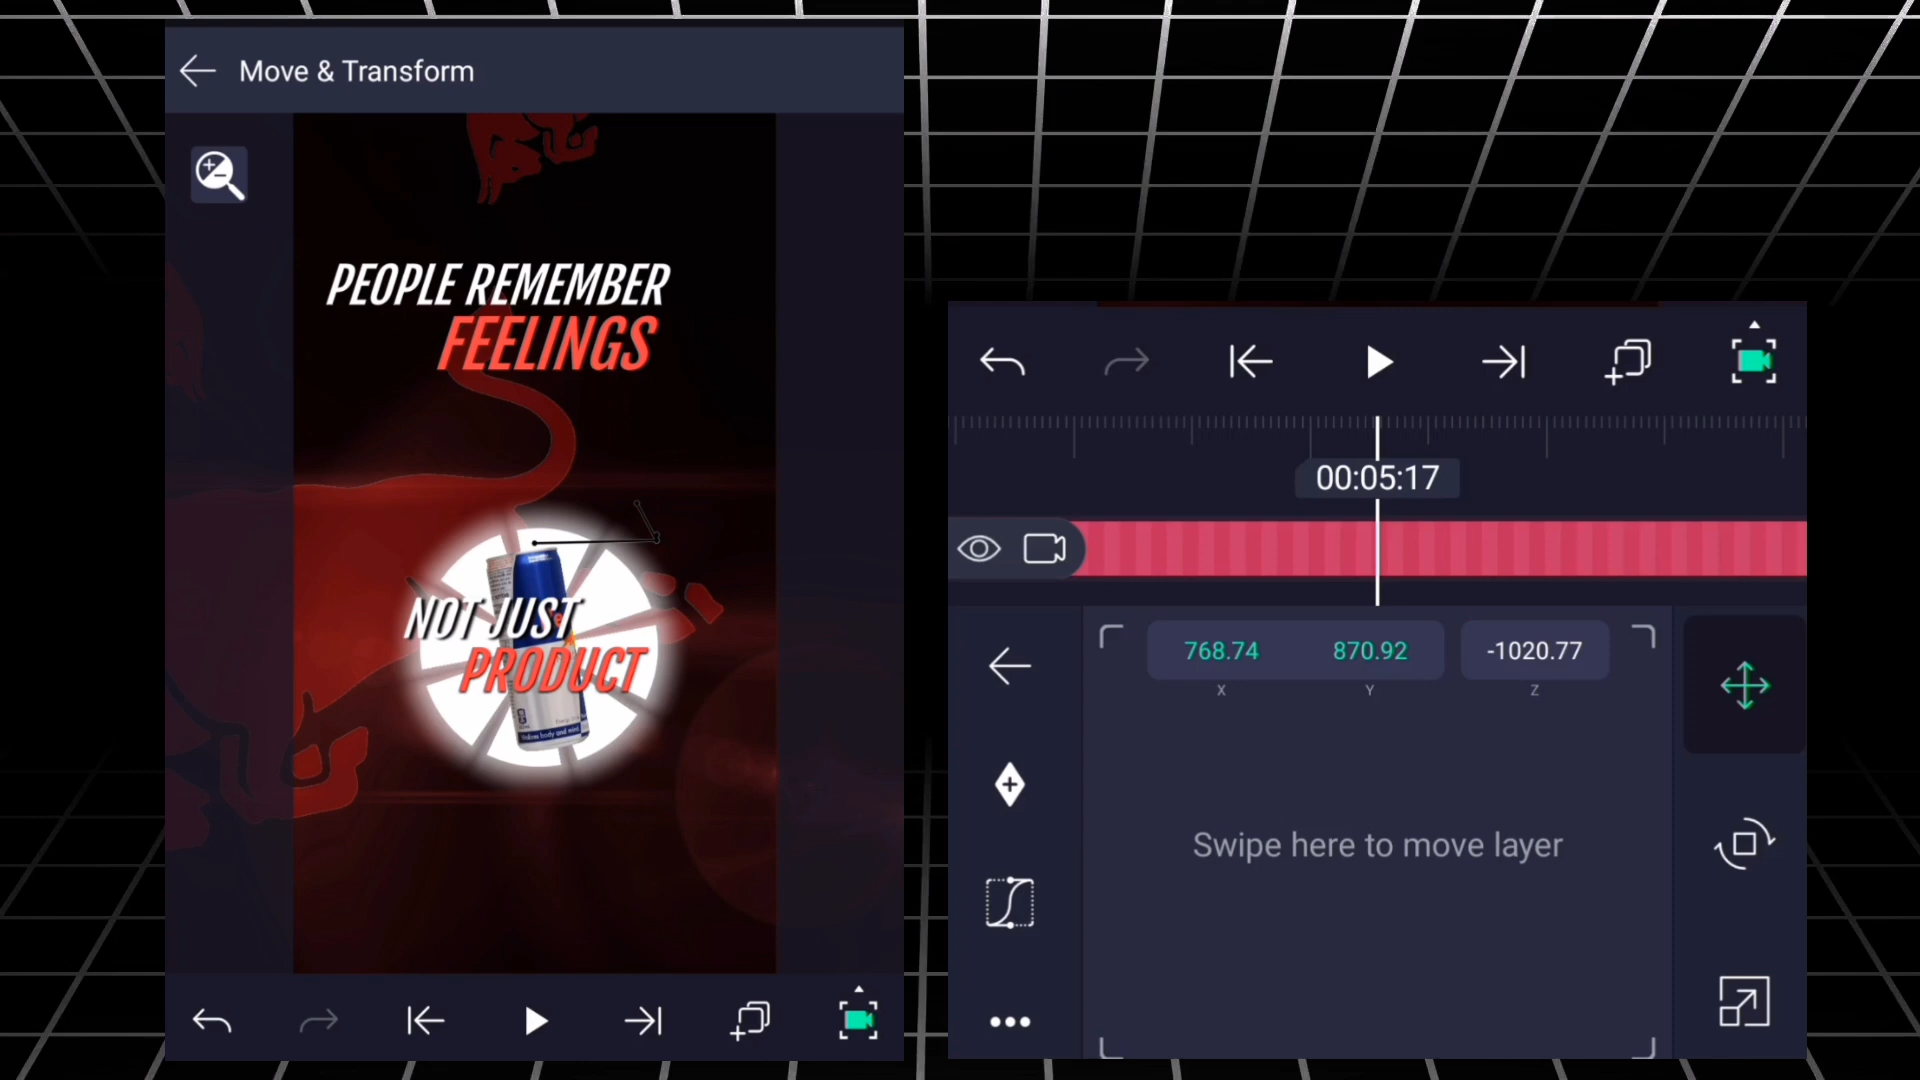 Move & Transform
PEOPLE REMEMBER
FEELINGS
NOT JUST
PRODUCT
00:05:17
768.74 870.92 -1020.77
X Y Z
Swipe here to move layer